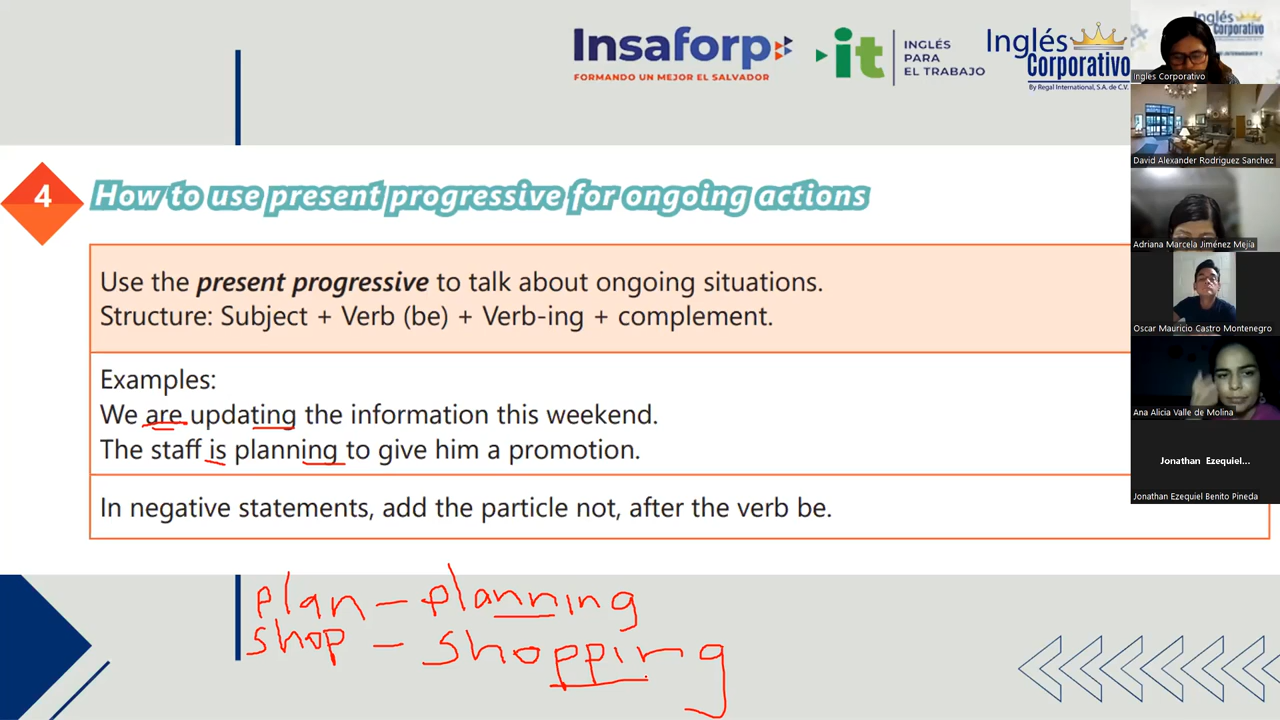 Insaforp
FORMANDO UN MEJOR EL SALVADOR
it
INGLÉS
PARA
EL TRABAJO
Inglés
Corporativo
By Regal International, S.A. de C.V.
4
How to use present progressive for ongoing actions
Use the present progressive to talk about ongoing situations.
Structure: Subject + Verb (be) + Verb-ing + complement.
Examples:
We are updating the information this weekend.
The staff is planning to give him a promotion.
In negative statements, add the particle not, after the verb be.
plan – planning
shop – shopping
Inglés
Corporativo
Ingles Corporativo
David Alexander Rodriguez Sanchez
Adriana Marcela Jiménez Mejía
Oscar Mauricio Castro Montenegro
Ana Alicia Valle de Molina
Jonathan Ezequiel...
Jonathan Ezequiel Benito Pineda